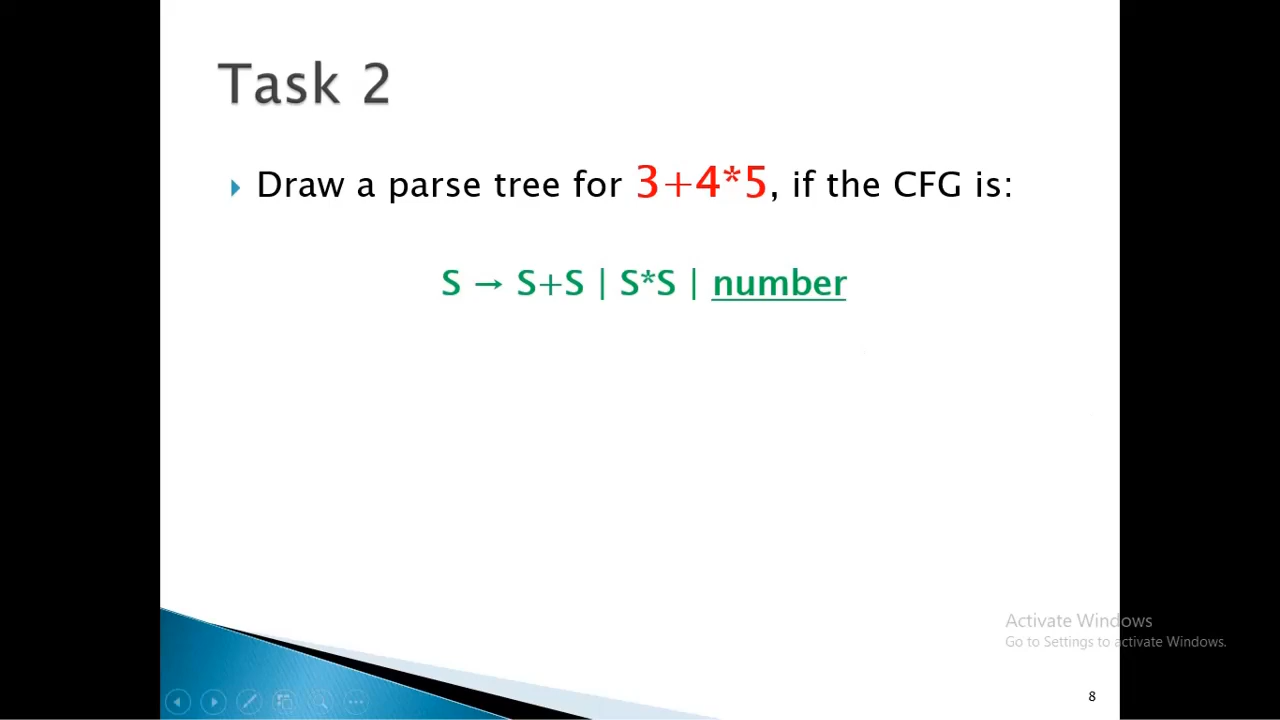 Task 2
Draw a parse tree for 3+4*5, if the CFG is:
S → S+S | S*S | number
Activate Windows
Go to Settings to activate Windows.
8